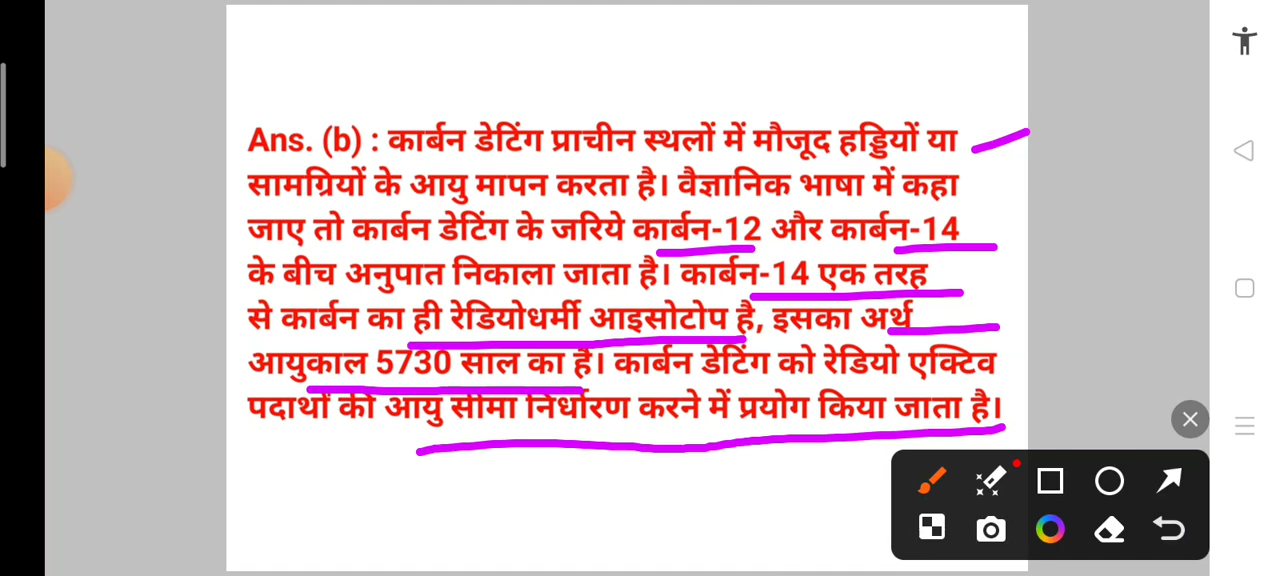 Ans. (b) : कार्बन डेटिंग प्राचीन स्थलों में मौजूद हड्डियों या
सामग्रियों के आयु मापन करता है। वैज्ञानिक भाषा में कहा
जाए तो कार्बन डेटिंग के जरिये कार्बन-12 और कार्बन-14
के बीच अनुपात निकाला जाता है। कार्बन-14 एक तरह
से कार्बन का ही रेडियोधर्मी आइसोटोप है, इसका अर्थ
आयुकाल 5730 साल का है। कार्बन डेटिंग को रेडियो एक्टिव
पदार्थो की आयु सीमा निर्धारण करने में प्रयोग किया जाता है।